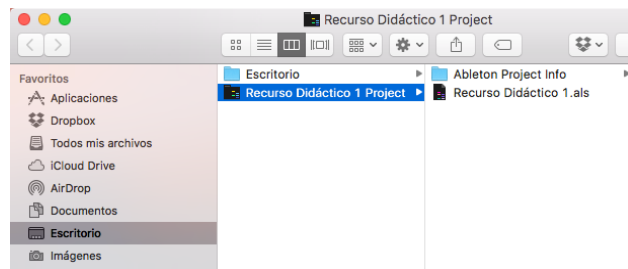 Recurso Didáctico 1 Project
Favoritos
Aplicaciones
Dropbox
Todos mis archivos
iCloud Drive
AirDrop
Documentos
Escritorio
Imágenes
Escritorio
Recurso Didáctico 1 Project
Ableton Project Info
Recurso Didáctico 1.als